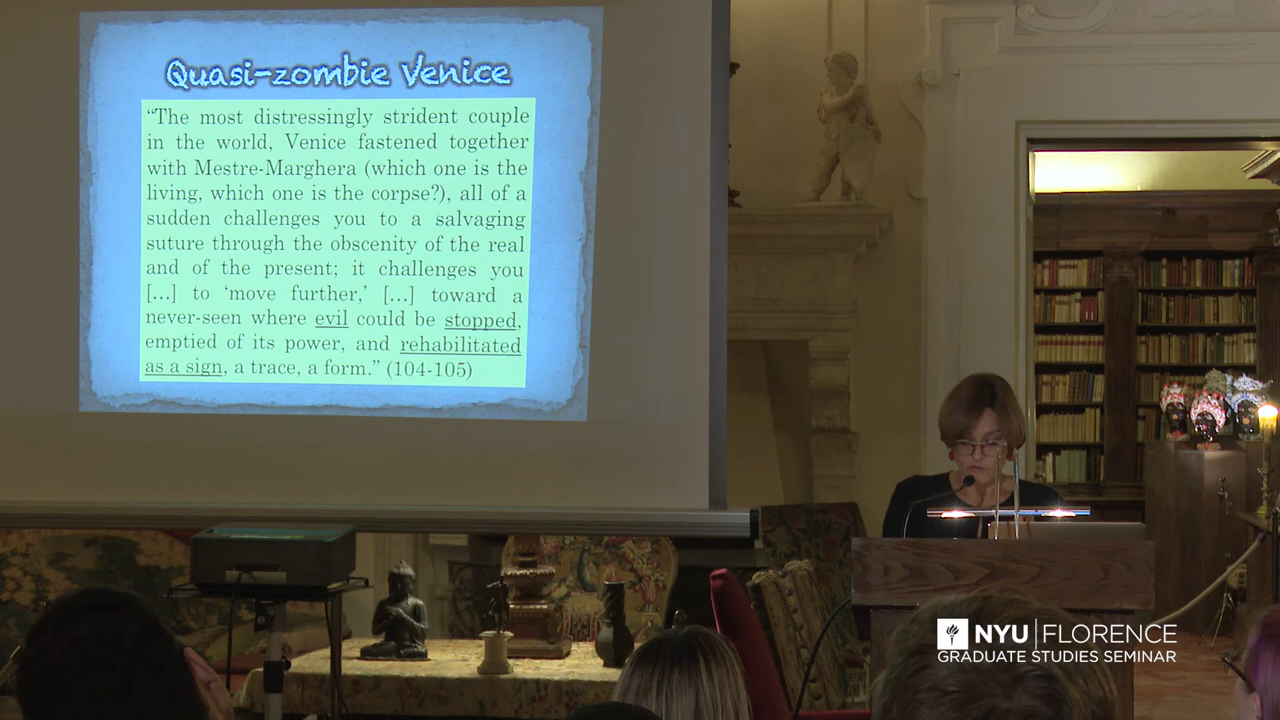 Quasi-zombie Venice
“The most distressingly strident couple
in the world, Venice fastened together
with Mestre-Marghera (which one is the
living, which one is the corpse?), all of a
sudden challenges you to a salvaging
suture through the obscenity of the real
and of the present; it challenges you
[…] to ‘move further,’ […] toward a
never-seen where evil could be stopped,
emptied of its power, and rehabilitated
as a sign, a trace, a form.” (104-105)
NYU FLORENCE
GRADUATE STUDIES SEMINAR